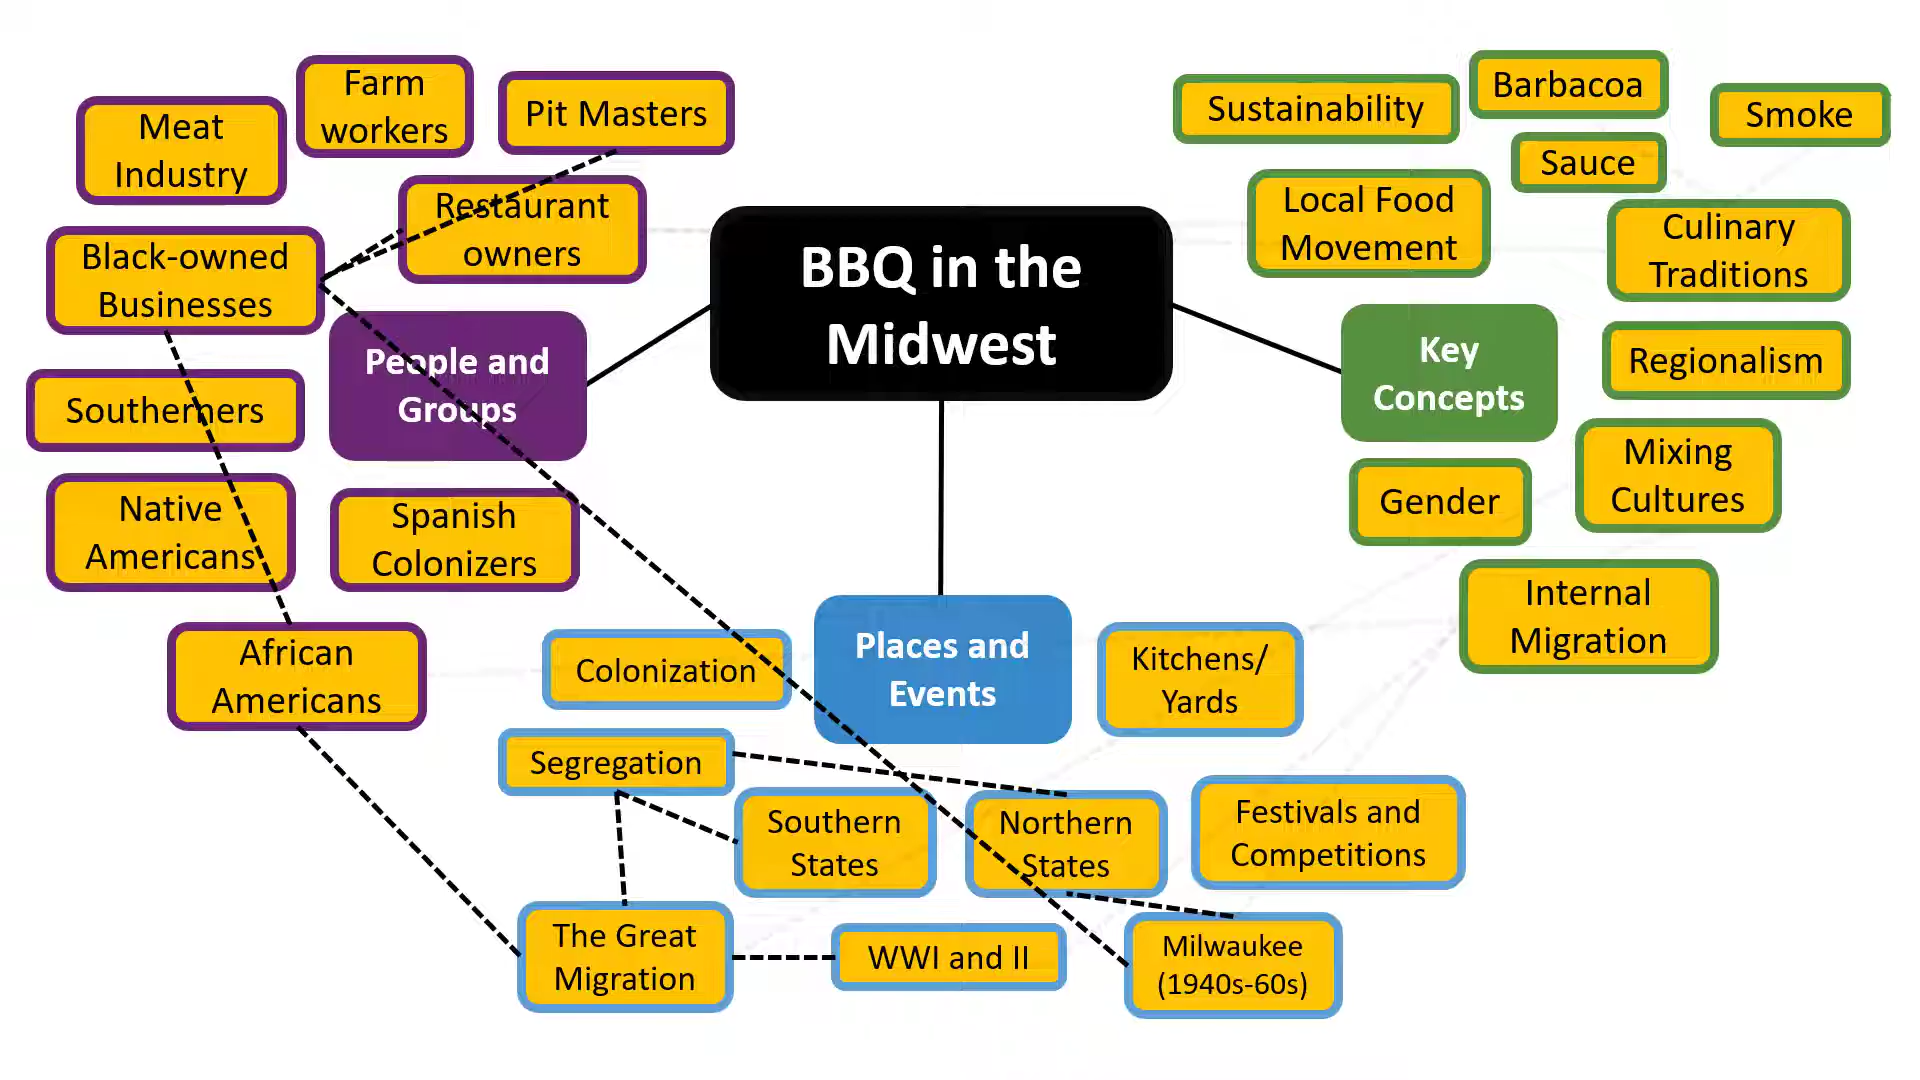 Farm
workers
Pit Masters
Meat
Industry
Restaurant
owners
Black-owned
Businesses
People and
Groups
Southerners
Native
Americans
Spanish
Colonizers
African
Americans
BBQ in the
Midwest
Sustainability
Barbacoa
Smoke
Sauce
Local Food
Movement
Culinary
Traditions
Key
Concepts
Regionalism
Mixing
Cultures
Gender
Internal
Migration
Places and
Events
Colonization
Kitchens/
Yards
Segregation
Southern
States
Northern
States
Festivals and
Competitions
The Great
Migration
WWI and II
Milwaukee
(1940s-60s)